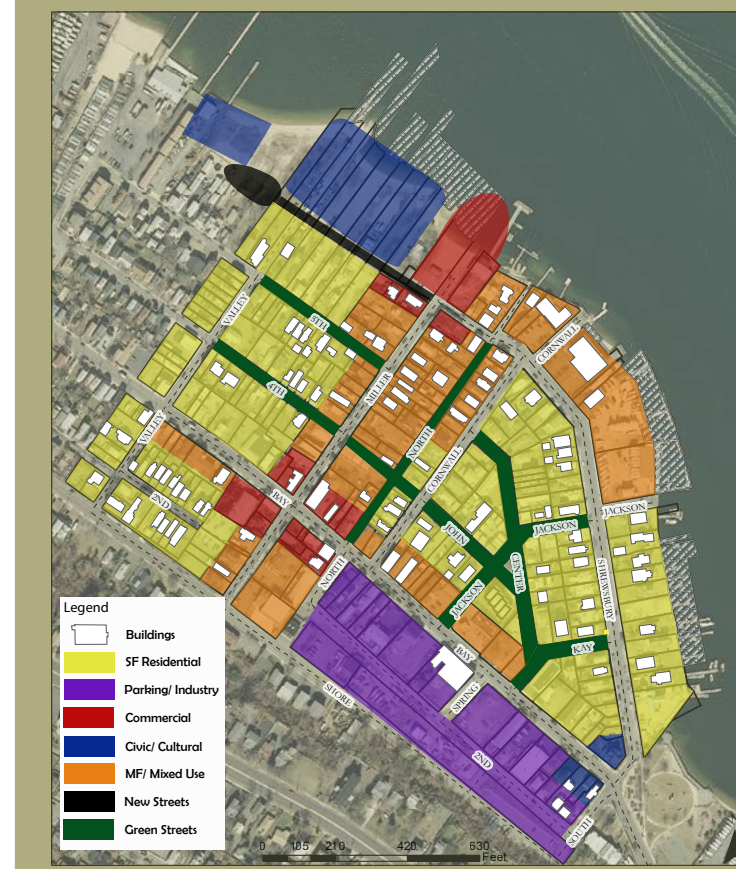 5TH
VALLEY
CORNWALL
MILLER
4TH
NORTH
VALLEY
CORNWALL
2ND
BAY
JACKSON
JACKSON
JOHN
NORTH
CENTER
SHREWSBURY
JACKSON
KAY
BAY
SHORE
SPRING
2ND
SOUTH
Legend
Buildings
SF Residential
Parking/ Industry
Commercial
Civic/ Cultural
MF/ Mixed Use
New Streets
Green Streets
0 105 210 420 630
Feet